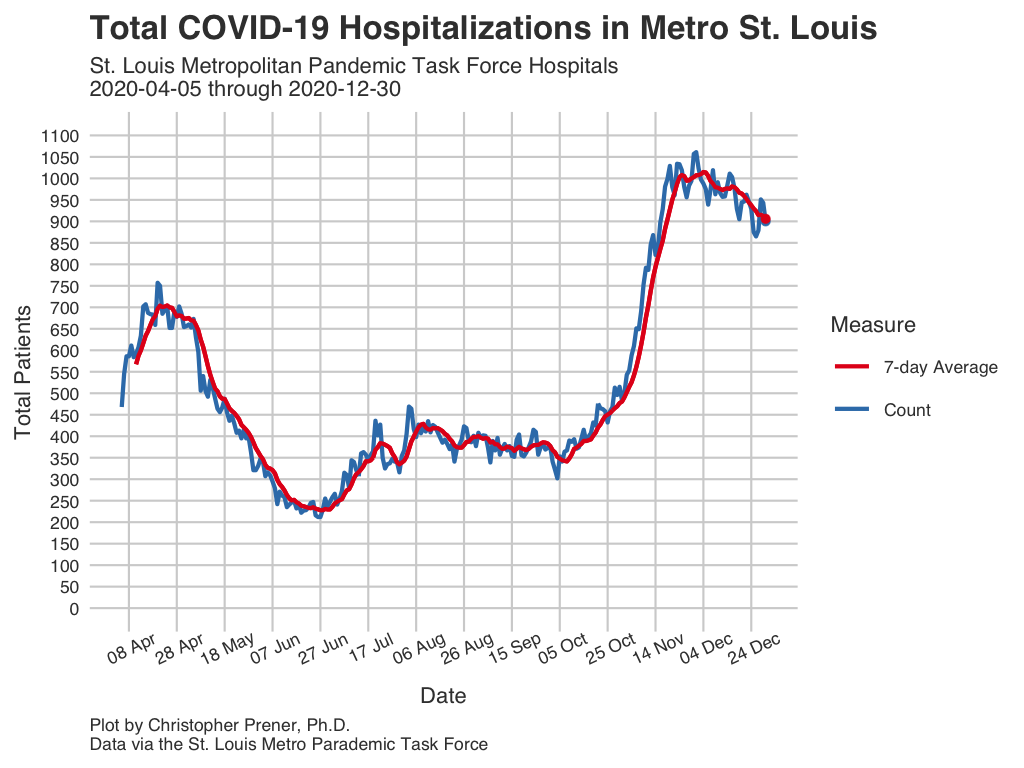 Total COVID-19 Hospitalizations in Metro St. Louis
St. Louis Metropolitan Pandemic Task Force Hospitals
2020-04-05 through 2020-12-30
Total Patients
1100
1050
1000
950
900
850
800
750
700
650
600
550
500
450
400
350
300
250
200
150
100
50
0
08 Apr
28 Apr
18 May
07 Jun
27 Jun
17 Jul
06 Aug
26 Aug
15 Sep
05 Oct
25 Oct
14 Nov
04 Dec
24 Dec
Date
Measure
7-day Average
Count
Plot by Christopher Prener, Ph.D.
Data via the St. Louis Metro Parademic Task Force